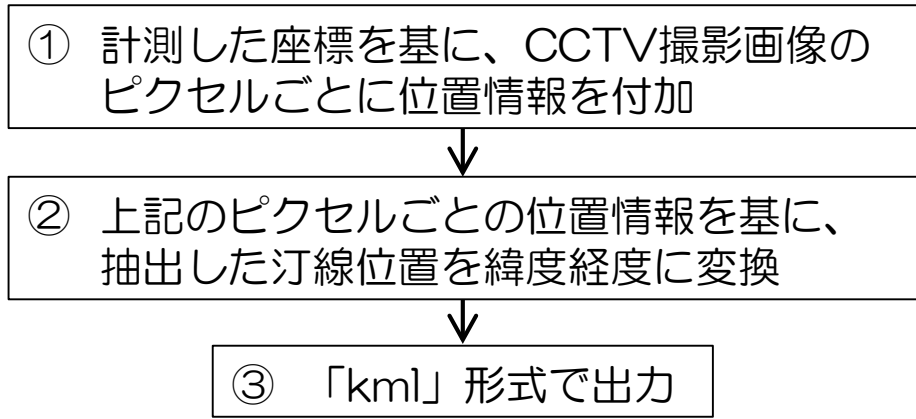 ① 計測した座標を基に、CCTV撮影画像の
ピクセルごとに位置情報を付加
② 上記のピクセルごとの位置情報を基に、
抽出した汀線位置を緯度経度に変換
③ 「kml」形式で出力